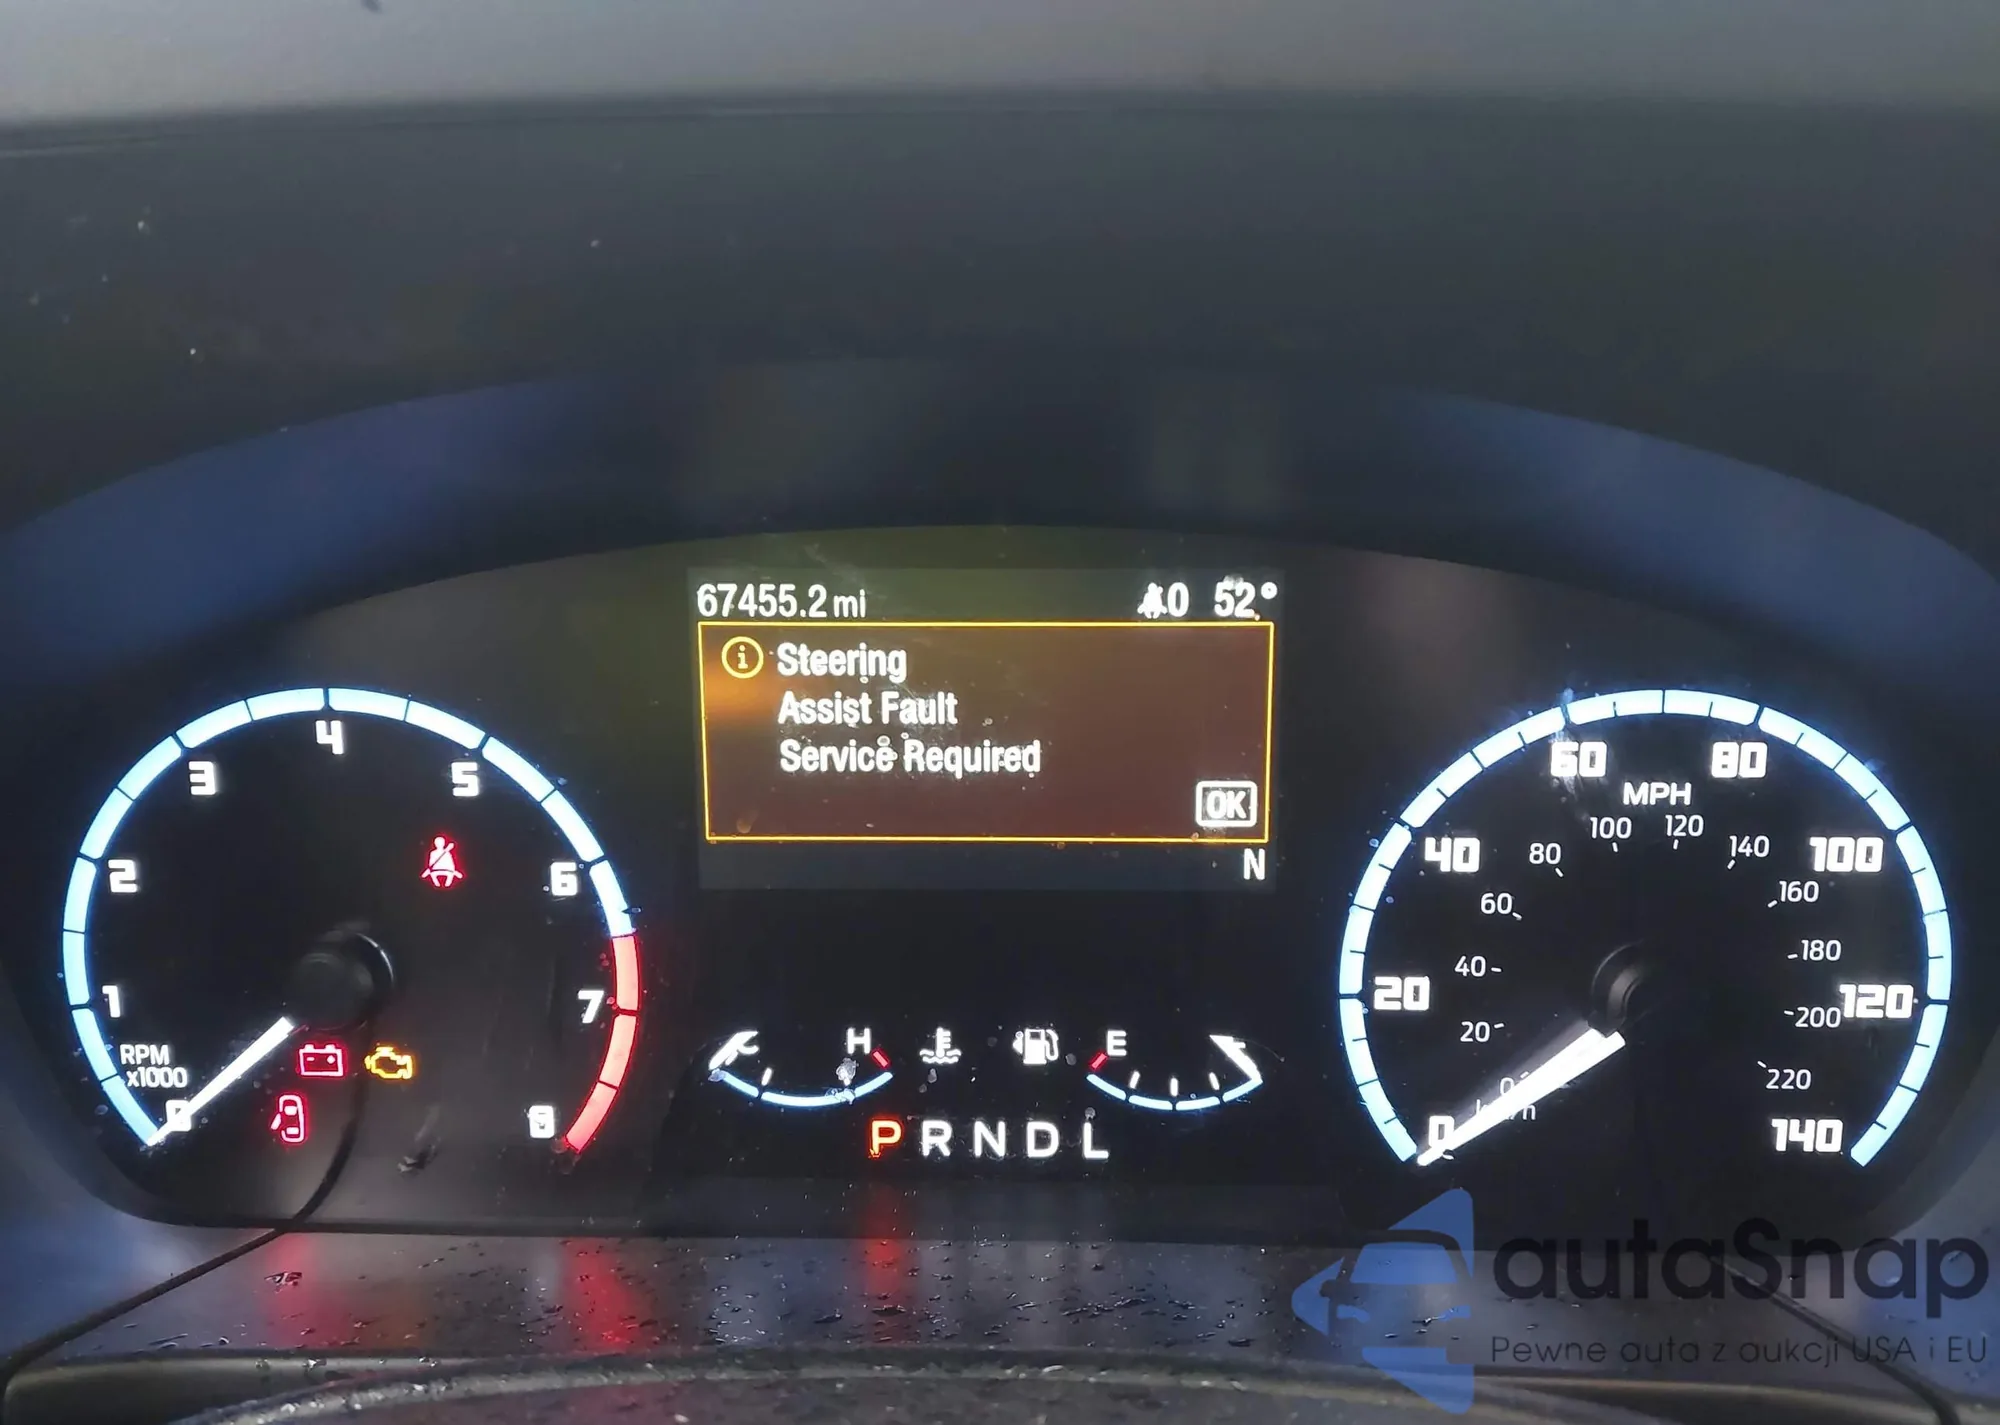 67455.2 mi
0 52°
Steering
Assist Fault
Service Required
OK
N
0 1 2 3 4 5 6 7 8
RPM
x1000
C H
E
P R N D L
MPH
0 20 40 60 80 100 120 140
0 20 40 60 80 100 120 140 160 180 200 220
km/h
autaSnap
Pewne auta z aukcji USA i EU